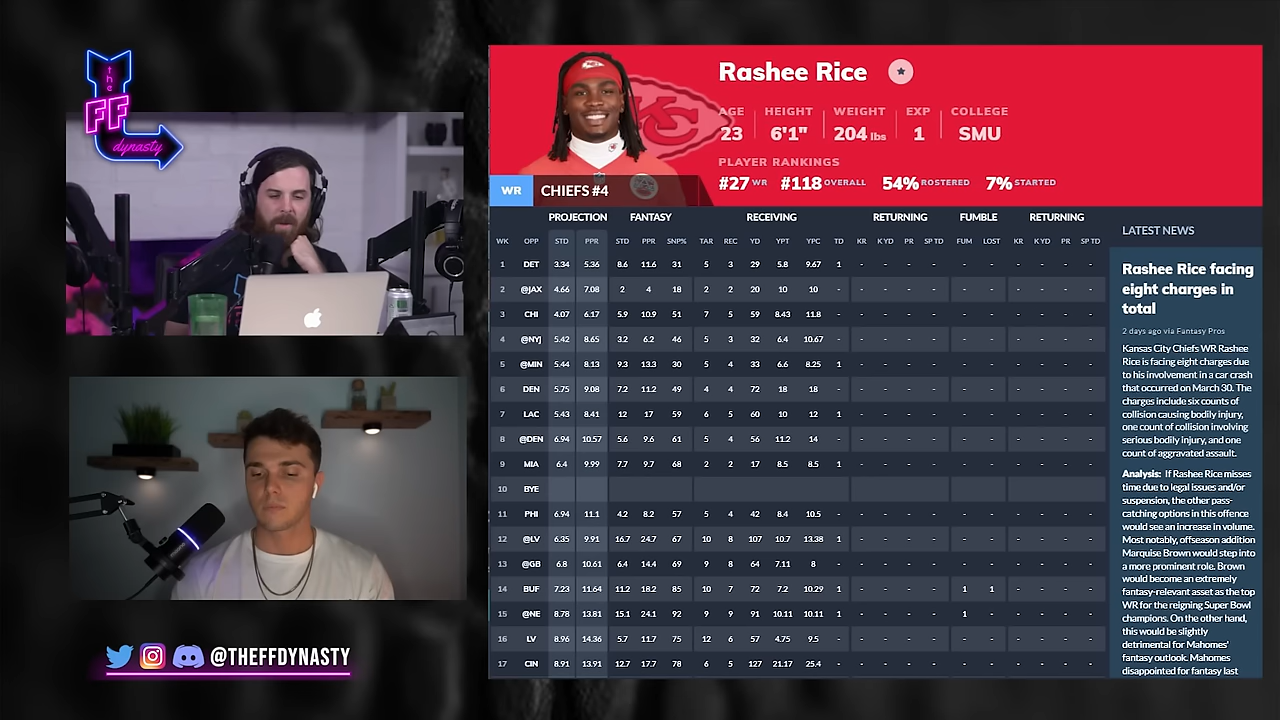 the
FF
dynasty
@THEFFDYNASTY
Rashee Rice
AGE HEIGHT WEIGHT EXP COLLEGE
23 6'1" 204 lbs 1 SMU
PLAYER RANKINGS
#27 WR #118 OVERALL 54% ROSTERED 7% STARTED
WR CHIEFS #4
PROJECTION FANTASY RECEIVING RETURNING FUMBLE RETURNING
WK OPP STD PPR STD PPR SNP% TAR REC YD YPT YPC TD KR K YD PR SP TD FUM LOST KR K YD PR SP TD
1 DET 3.34 5.36 8.6 11.6 31 5 3 29 5.8 9.67 1 - - - - - - - - - -
2 @JAX 4.66 7.08 2 4 18 2 2 20 10 10 - - - - - - - - - - -
3 CHI 4.07 6.17 5.9 10.9 51 7 5 59 8.43 11.8 - - - - - - - - - - -
4 @NYJ 5.42 8.65 3.2 6.2 46 5 3 32 6.4 10.67 - - - - - - - - - - -
5 @MIN 5.44 8.13 9.3 13.3 30 5 4 33 6.6 8.25 1 - - - - - - - - - -
6 DEN 5.75 9.08 7.2 11.2 49 4 4 72 18 18 - - - - - - - - - - -
7 LAC 5.43 8.41 12 17 59 6 5 60 10 12 1 - - - - - - - - - -
8 @DEN 6.94 10.57 5.6 9.6 61 5 4 56 11.2 14 - - - - - - - - - - -
9 MIA 6.4 9.99 7.7 9.7 68 2 2 17 8.5 8.5 1 - - - - - - - - - -
10 BYE
11 PHI 6.94 11.1 4.2 8.2 57 5 4 42 8.4 10.5 - - - - - - - - - - -
12 @LV 6.35 9.91 16.7 24.7 67 10 8 107 10.7 13.38 1 - - - - - - - - - -
13 @GB 6.8 10.61 6.4 14.4 69 9 8 64 7.11 8 - - - - - - - - - - -
14 BUF 7.23 11.64 11.2 18.2 85 10 7 72 7.2 10.29 1 - - - - 1 1 - - - -
15 @NE 8.78 13.81 15.1 24.1 92 9 9 91 10.11 10.11 1 - - - - 1 - - - - -
16 LV 8.96 14.36 5.7 11.7 75 12 6 57 4.75 9.5 - - - - - - - - - - -
17 CIN 8.91 13.91 12.7 17.7 78 6 5 127 21.17 25.4 - - - - - - - - - - -
LATEST NEWS
Rashee Rice facing
eight charges in
total
2 days ago via Fantasy Pros
Kansas City Chiefs WR Rashee
Rice is facing eight charges due
to his involvement in a car crash
that occurred on March 30. The
charges include six counts of
collision causing bodily injury,
one count of collision involving
serious bodily injury, and one
count of aggravated assault.
Analysis: If Rashee Rice misses
time due to legal issues and/or
suspension, the other pass-
catching options in this offence
would see an increase in volume.
Most notably, offseason addition
Marquise Brown would step into
a more prominent role. Brown
would become an extremely
fantasy-relevant asset as the top
WR for the reigning Super Bowl
champions. On the other hand,
this would be slightly
detrimental for Mahomes'
fantasy outlook. Mahomes
disappointed for fantasy last